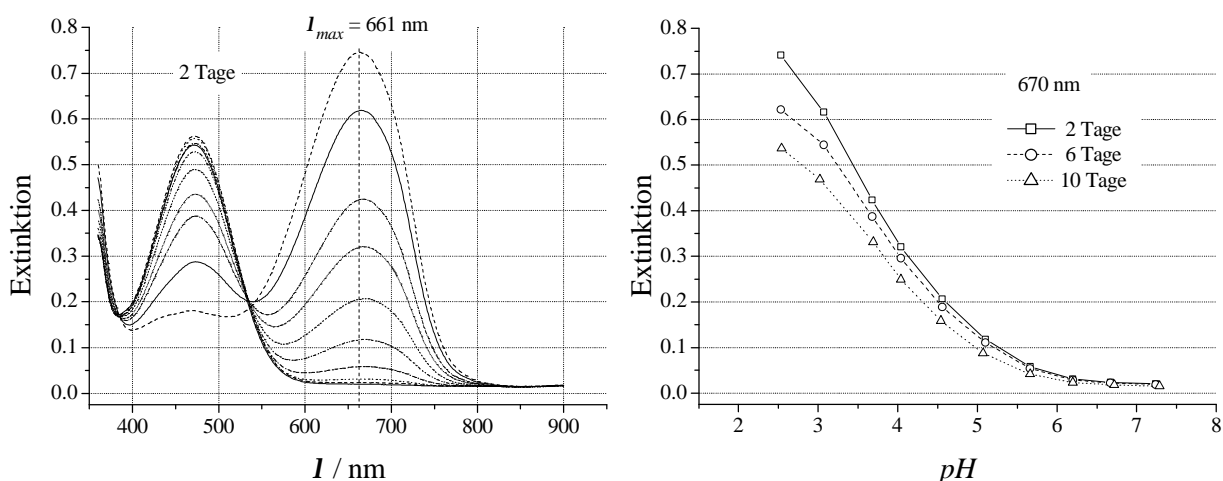 l max = 661 nm
2 Tage
0.8
0.7
0.6
0.5
0.4
0.3
0.2
0.1
0.0
Extinktion
400 500 600 700 800 900
l / nm
670 nm
2 Tage
6 Tage
10 Tage
0.8
0.7
0.6
0.5
0.4
0.3
0.2
0.1
0.0
Extinktion
2 3 4 5 6 7 8
pH